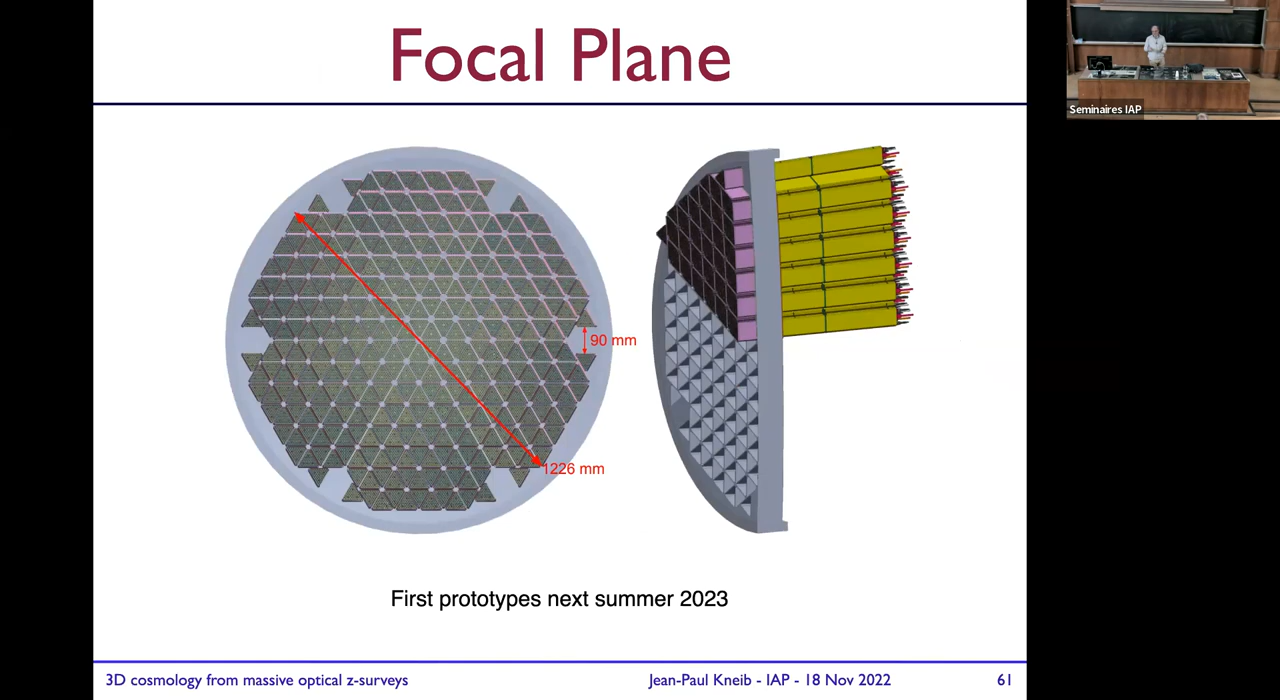 Focal Plane
Seminaires IAP
90 mm
1226 mm
First prototypes next summer 2023
3D cosmology from massive optical z-surveys
Jean-Paul Kneib - IAP - 18 Nov 2022
61